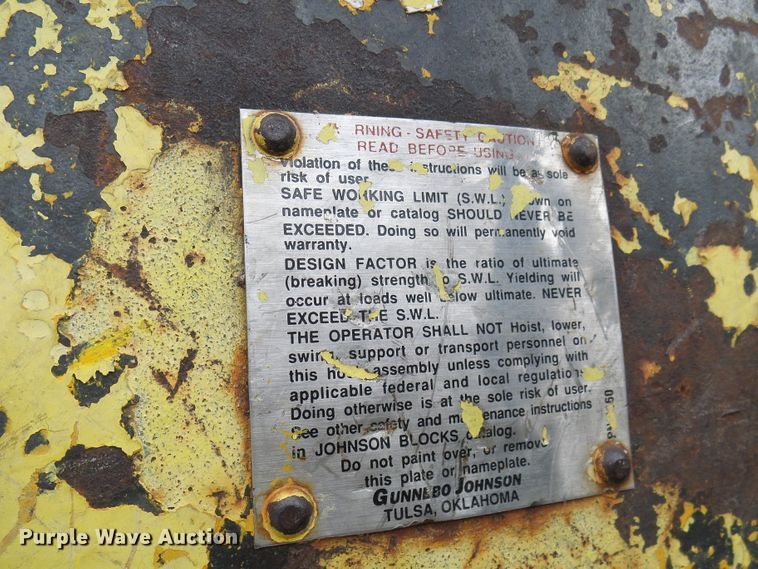 RNING - SAFETY CAUTION
READ BEFORE USING
Violation of these instructions will be at sole
risk of user
SAFE WORKING LIMIT (S.W.L.) own on
nameplate or catalog SHOULD NEVER BE
EXCEEDED. Doing so will permanently void
warranty.
DESIGN FACTOR is the ratio of ultimate
(breaking) strength to S.W.L. Yielding will
occur at loads well below ultimate. NEVER
EXCEED THE S.W.L.
THE OPERATOR SHALL NOT Hoist, lower,
swing, support or transport personnel on
this hook assembly unless complying with
applicable federal and local regulations
Doing otherwise is at the sole risk of user.
See other safety and maintenance instructions
in JOHNSON BLOCKS catalog.
Do not paint over, or remove
this plate or nameplate.
GUNNEBO JOHNSON
TULSA, OKLAHOMA
Purple Wave Auction